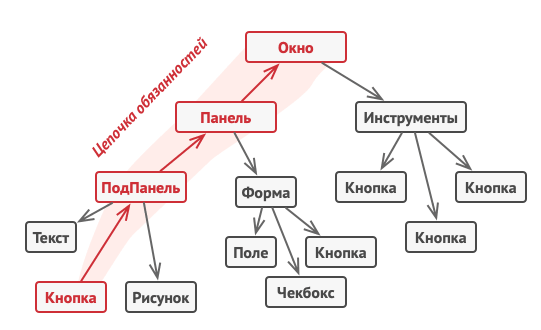 Цепочка обязанностей
Окно
Панель
Инструменты
ПодПанель
Форма
Кнопка
Кнопка
Текст
Поле
Кнопка
Кнопка
Кнопка
Рисунок
Чекбокс